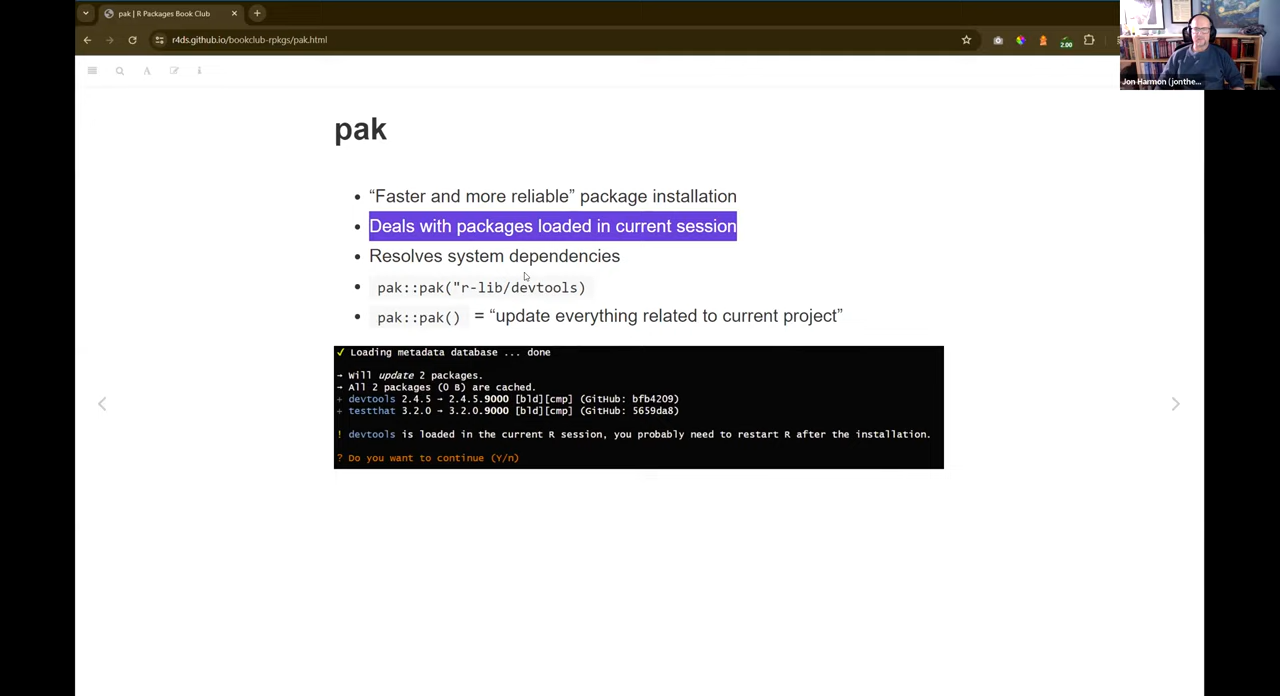 pak | R Packages Book Club
r4ds.github.io/bookclub-rpkgs/pak.html
2.00
Jon Harmon (jonthe...
pak
“Faster and more reliable” package installation
Deals with packages loaded in current session
Resolves system dependencies
pak::pak("r-lib/devtools)
pak::pak() = “update everything related to current project”
✓ Loading metadata database ... done
→ Will update 2 packages.
→ All 2 packages (0 B) are cached.
+ devtools 2.4.5 → 2.4.5.9000 [bld][cmp] (GitHub: bfb4209)
+ testthat 3.2.0 → 3.2.0.9000 [bld][cmp] (GitHub: 5659da8)
! devtools is loaded in the current R session, you probably need to restart R after the installation.
? Do you want to continue (Y/n)